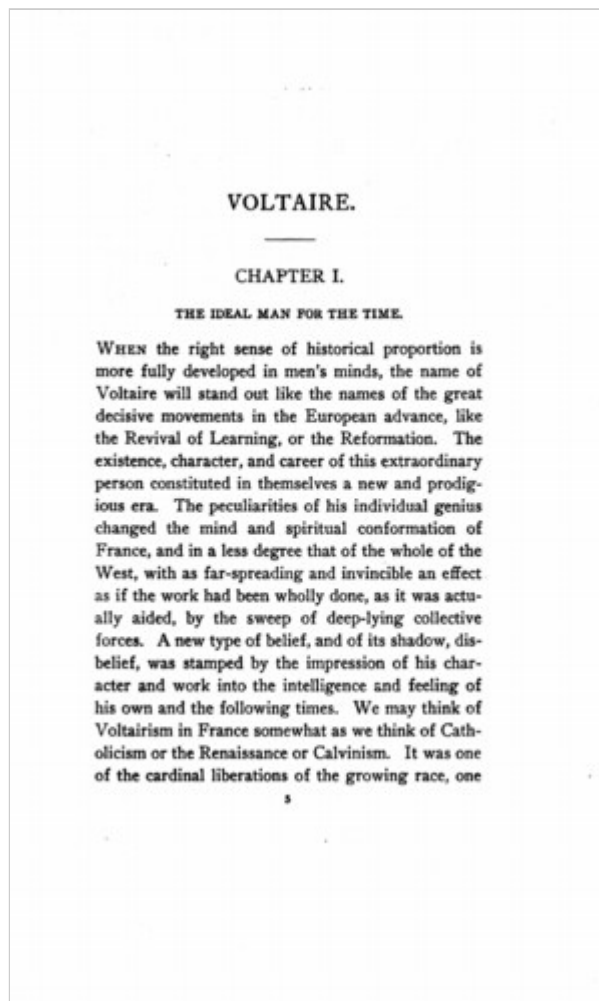 VOLTAIRE.
CHAPTER I.
THE IDEAL MAN FOR THE TIME.
WHEN the right sense of historical proportion is
more fully developed in men's minds, the name of
Voltaire will stand out like the names of the great
decisive movements in the European advance, like
the Revival of Learning, or the Reformation. The
existence, character, and career of this extraordinary
person constituted in themselves a new and prodig-
ious era. The peculiarities of his individual genius
changed the mind and spiritual conformation of
France, and in a less degree that of the whole of the
West, with as far-spreading and invincible an effect
as if the work had been wholly done, as it was actu-
ally aided, by the sweep of deep-lying collective
forces. A new type of belief, and of its shadow, dis-
belief, was stamped by the impression of his char-
acter and work into the intelligence and feeling of
his own and the following times. We may think of
Voltairism in France somewhat as we think of Cath-
olicism or the Renaissance or Calvinism. It was one
of the cardinal liberations of the growing race, one
5